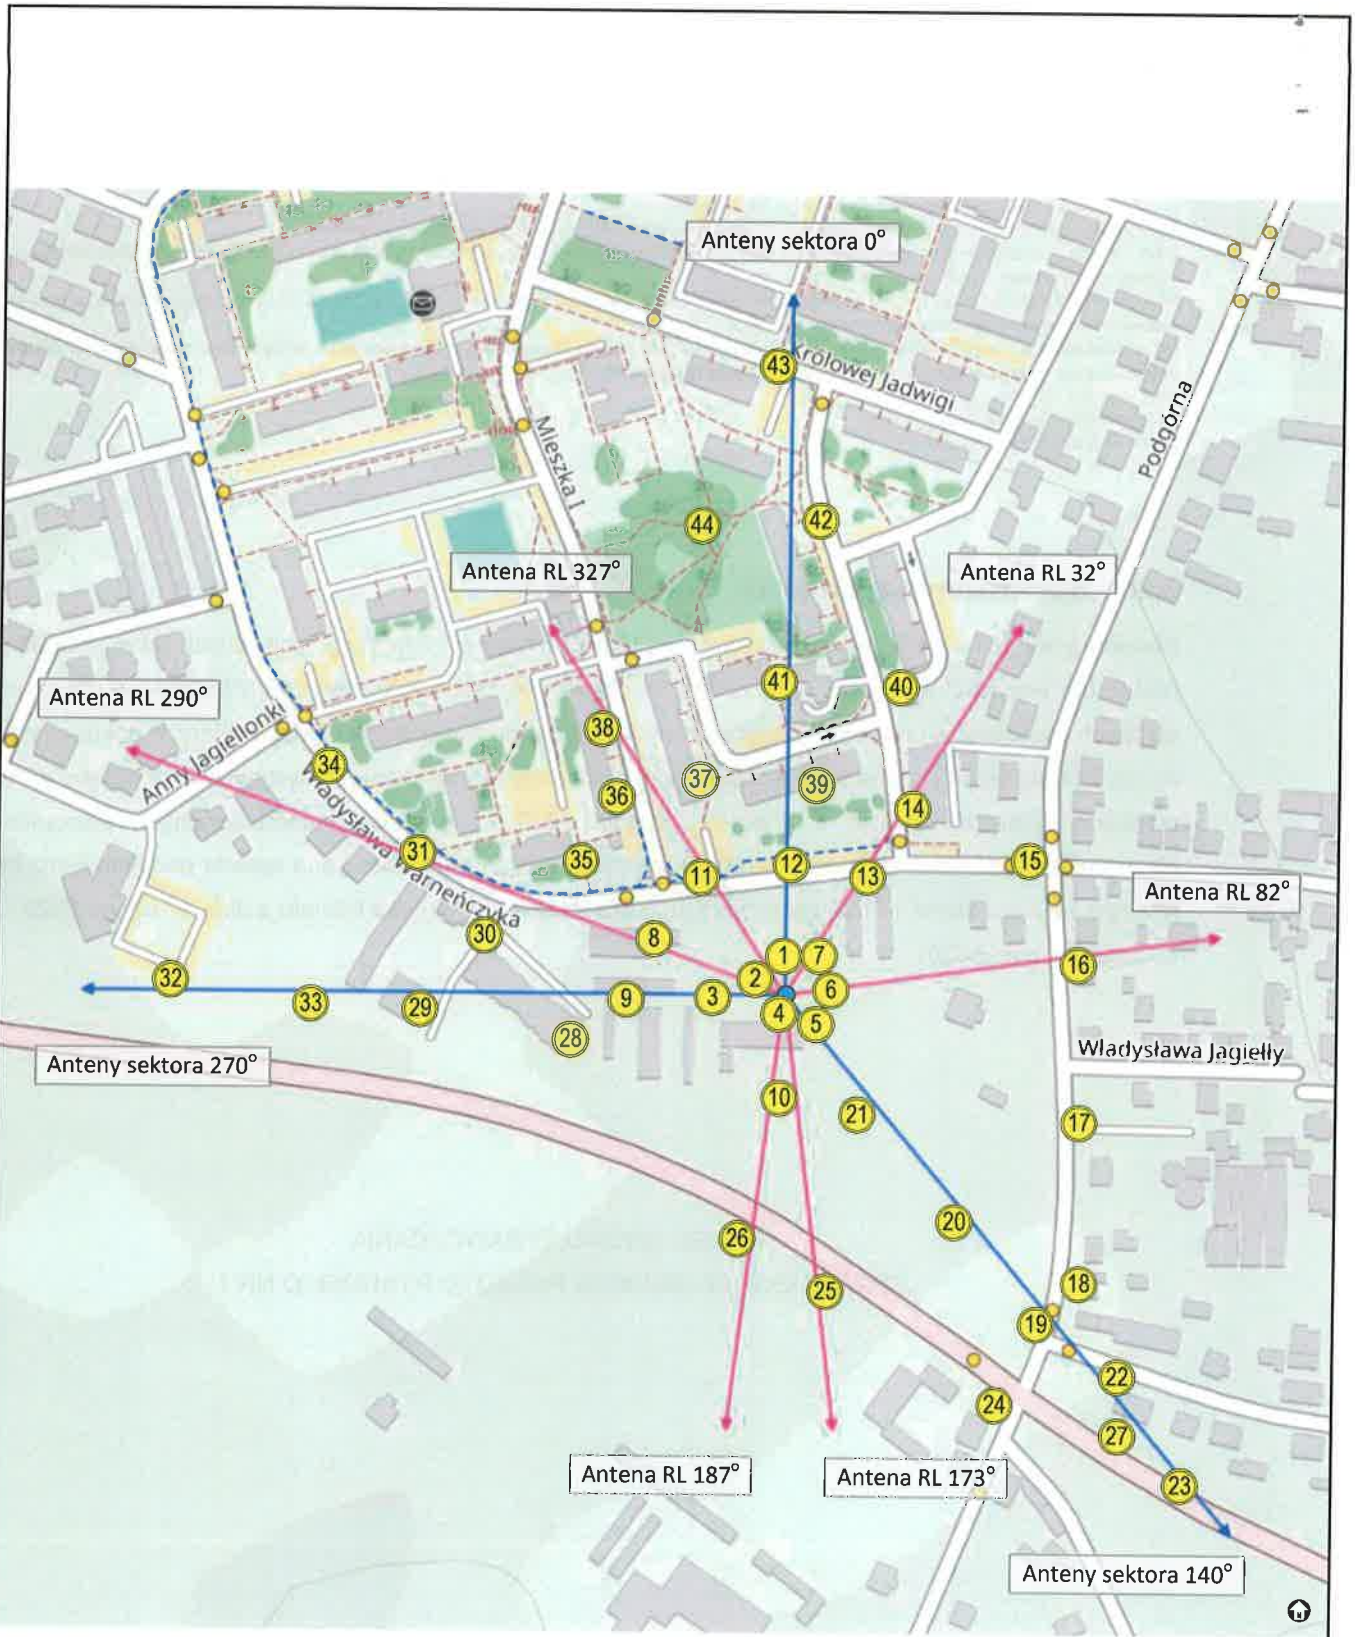 Anteny sektora 0°
43
Królowej Jadwigi
Podgórna
Mieszka I
44
42
Antena RL 327°
Antena RL 32°
Antena RL 290°
Anny Jagiellonki
41
40
38
34
37
39
36
14
Władysława Warneńczyka
31
35
11
12
13
15
Antena RL 82°
30
8
1
7
16
32
2
6
33
29
9
3
4
5
28
Władysława Jagiełły
Anteny sektora 270°
10
21
17
20
26
25
18
19
22
24
27
Antena RL 187°
Antena RL 173°
23
Anteny sektora 140°
N